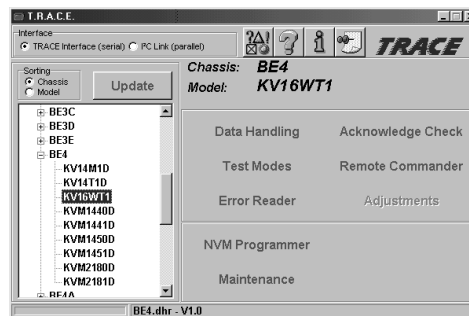 T.R.A.C.E.
Interface
TRACE Interface (serial) I²C Link (parallel)
TRACE
Sorting
Chassis
Model
Update
Chassis: BE4
Model: KV16WT1
BE3C
BE3D
BE3E
BE4
KV14M1D
KV14T1D
KV16WT1
KVM1440D
KVM1441D
KVM1450D
KVM1451D
KVM2180D
KVM2181D
BE4A
Data Handling
Acknowledge Check
Test Modes
Remote Commander
Error Reader
Adjustments
NVM Programmer
Maintenance
BE4.dhr - V1.0